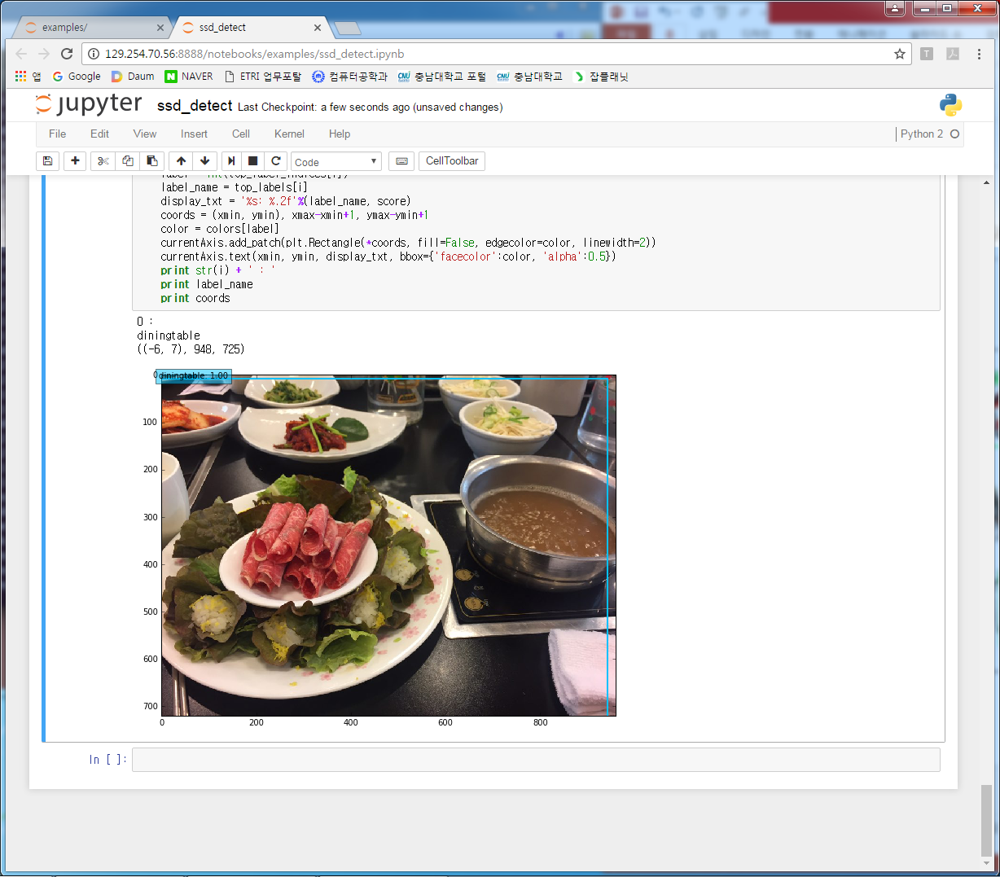 examples/
ssd_detect
129.254.70.56:8888/notebooks/examples/ssd_detect.ipynb
앱 Google Daum NAVER ETRI 업무포탈 컴퓨터공학과 CNU 충남대학교 포털 CNU 충남대학교 잡플래닛
jupyter ssd_detect Last Checkpoint: a few seconds ago (unsaved changes)
File Edit View Insert Cell Kernel Help Python 2
Code CellToolbar
label_name = top_labels[i]
display_txt = '%s: %.2f'%(label_name, score)
coords = (xmin, ymin), xmax-xmin+1, ymax-ymin+1
color = colors[label]
currentAxis.add_patch(plt.Rectangle(*coords, fill=False, edgecolor=color, linewidth=2))
currentAxis.text(xmin, ymin, display_txt, bbox={'facecolor':color, 'alpha':0.5})
print str(i) + ' : '
print label_name
print coords
0 :
diningtable
((-6, 7), 948, 725)
0
diningtable: 1.00
100
200
300
400
500
600
700
0 200 400 600 800
In [ ]: